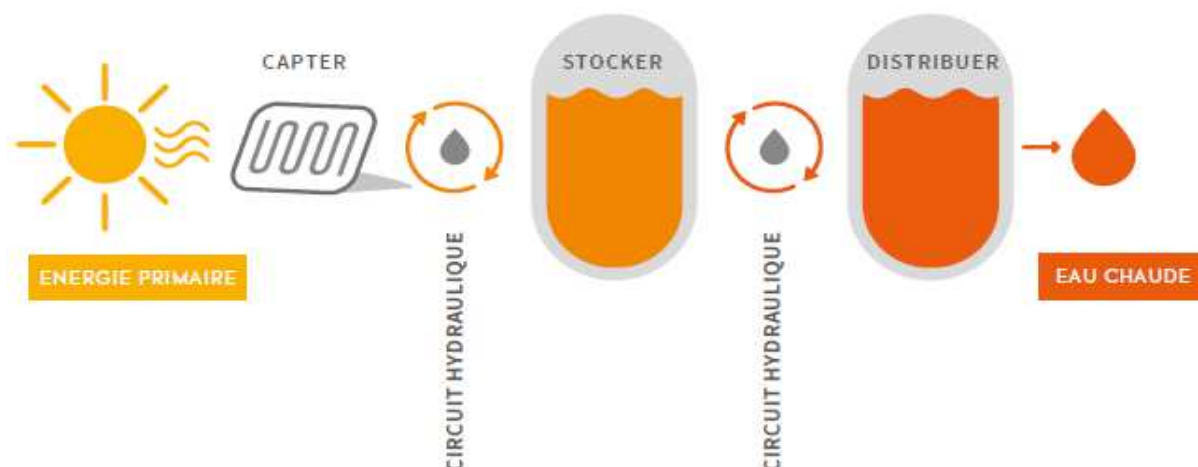 CAPTER
STOCKER
DISTRIBUER
ENERGIE PRIMAIRE
CIRCUIT HYDRAULIQUE
CIRCUIT HYDRAULIQUE
EAU CHAUDE